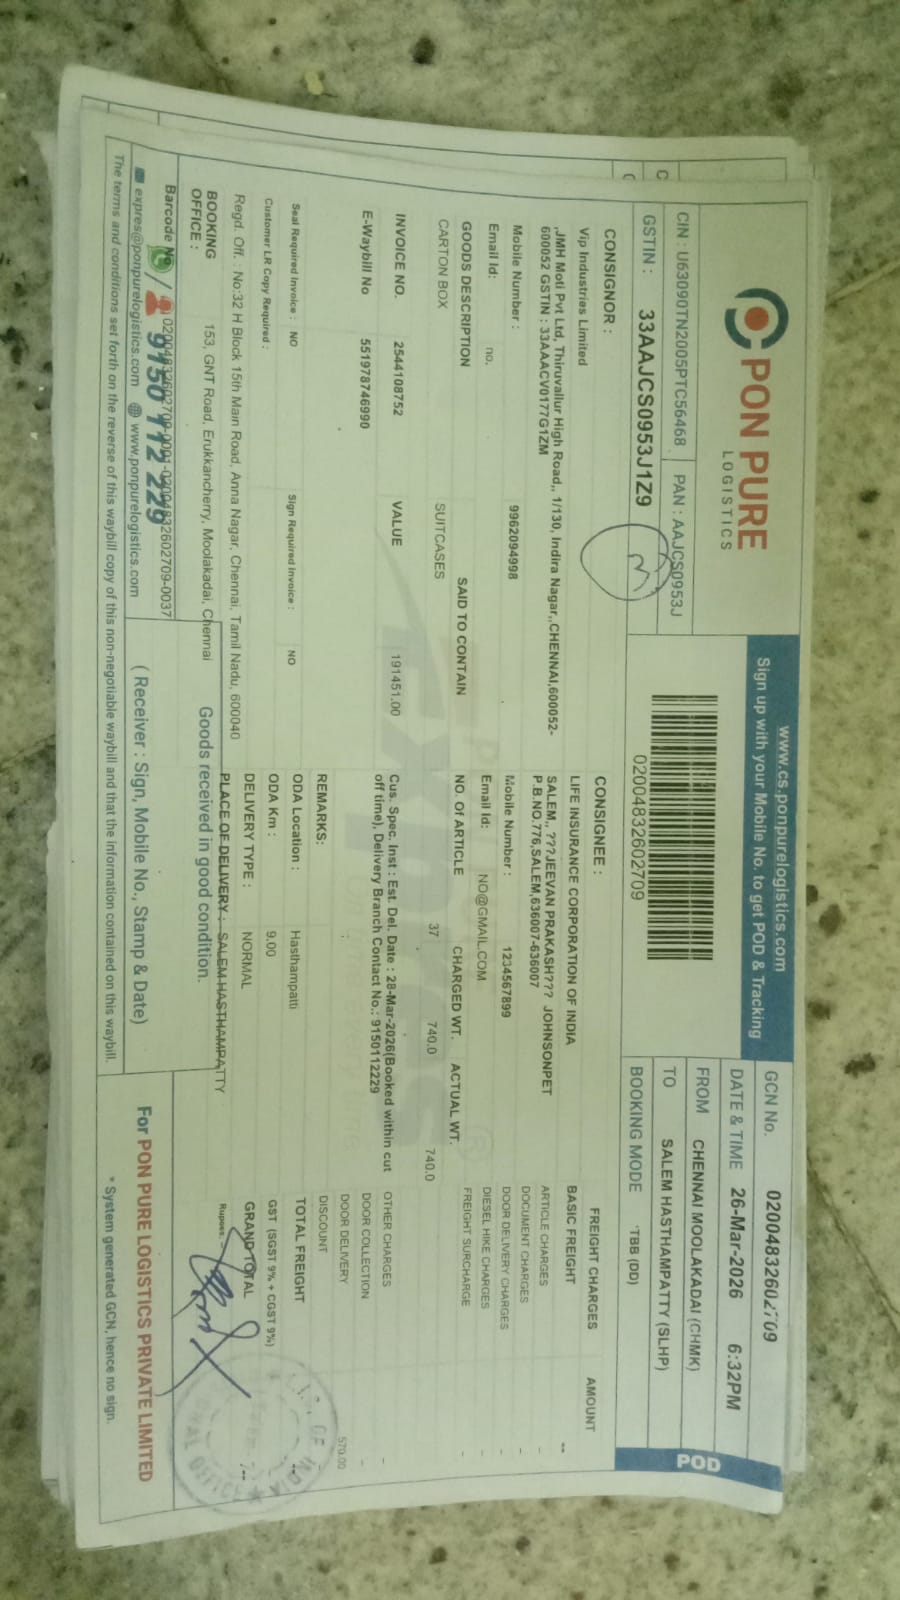 PON PURE
LOGISTICS
www.cs.ponpurelogistics.com
Sign up with your Mobile No. to get POD & Tracking
GCN No. 02004832602709
DATE & TIME 26-Mar-2026 6:32PM
CIN : U63090TN2005PTC56468 PAN : AAJCS0953J
FROM CHENNAI MOOLAKADAI (CHMK)
GSTIN : 33AAJCS0953J1Z9
02004832602709
TO SALEM HASTHAMPATTY (SLHP)
BOOKING MODE TBB (DD)
POD
CONSIGNOR :
Vip Industries Limited
,JMH Moti Pvt Ltd, Thiruvallur High Road,, 1/130, Indira Nagar,,CHENNAI,600052-
600052 GSTIN : 33AAACV0177G1ZM
Mobile Number : 9962094998
Email Id: no.
CONSIGNEE :
LIFE INSURANCE CORPORATION OF INDIA
SALEM,, ???JEEVAN PRAKASH??? JOHNSONPET
P.B.NO.776,SALEM,636007-636007
Mobile Number : 1234567899
Email Id: NO@GMAIL.COM
GOODS DESCRIPTION SAID TO CONTAIN NO. Of ARTICLE CHARGED WT. ACTUAL WT.
CARTON BOX SUITCASES 37 740.0 740.0
INVOICE NO. 2544108752 VALUE 191451.00
E-Waybill No 551978746990
Cus. Spec. Inst : Est. Del. Date : 28-Mar-2026(Booked within cut
off time), Delivery Branch Contact No.: 9150112229
FREIGHT CHARGES AMOUNT
BASIC FREIGHT --
ARTICLE CHARGES -
DOCUMENT CHARGES -
DOOR DELIVERY CHARGES -
DIESEL HIKE CHARGES -
FREIGHT SURCHARGE -
OTHER CHARGES -
DOOR COLLECTION -
DOOR DELIVERY 570.00
DISCOUNT
TOTAL FREIGHT --
GST (SGST 9% + CGST 9%)
GRAND TOTAL --
Rupees.
Seal Required Invoice : NO Sign Required Invoice : NO
Customer LR Copy Required :
REMARKS: :
ODA Location : Hasthampatti
ODA Km : 9.00
DELIVERY TYPE : NORMAL
PLACE OF DELIVERY : SALEM HASTHAMPATTY
Regd. Off. : No:32 H Block 15th Main Road, Anna Nagar, Chennai, Tamil Nadu, 600040
BOOKING
OFFICE : 153, GNT Road, Erukkancherry, Moolakadai, Chennai
Goods received in good condition.
Barcode No 02004832602709-0001-02004832602709-0037
9150 112 229
expres@ponpurelogistics.com www.ponpurelogistics.com
( Receiver : Sign, Mobile No., Stamp & Date)
For PON PURE LOGISTICS PRIVATE LIMITED
The terms and conditions set forth on the reverse of this waybill copy of this non-negotiable waybill and that the information contained on this waybill.
* System generated GCN, hence no sign.